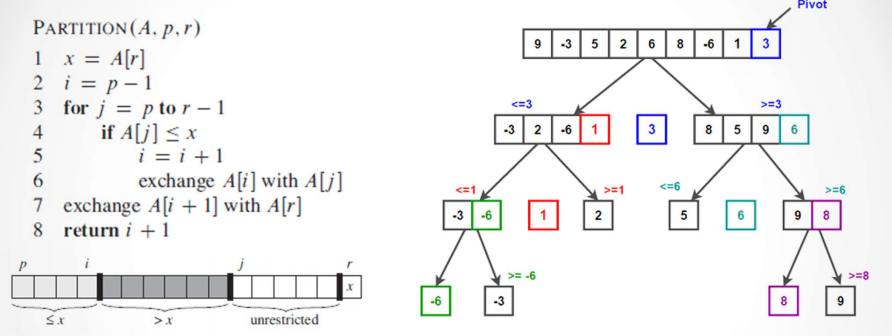 PARTITION(A, p, r)
1 x = A[r]
2 i = p − 1
3 for j = p to r − 1
4 if A[j] ≤ x
5 i = i + 1
6 exchange A[i] with A[j]
7 exchange A[i + 1] with A[r]
8 return i + 1
p i j r
x
≤ x > x unrestricted
Pivot
9 -3 5 2 6 8 -6 1 3
<=3 >=3
-3 2 -6 1 3 8 5 9 6
<=1 >=1 <=6 >=6
-3 -6 1 2 5 6 9 8
>= -6 >=8
-6 -3 8 9